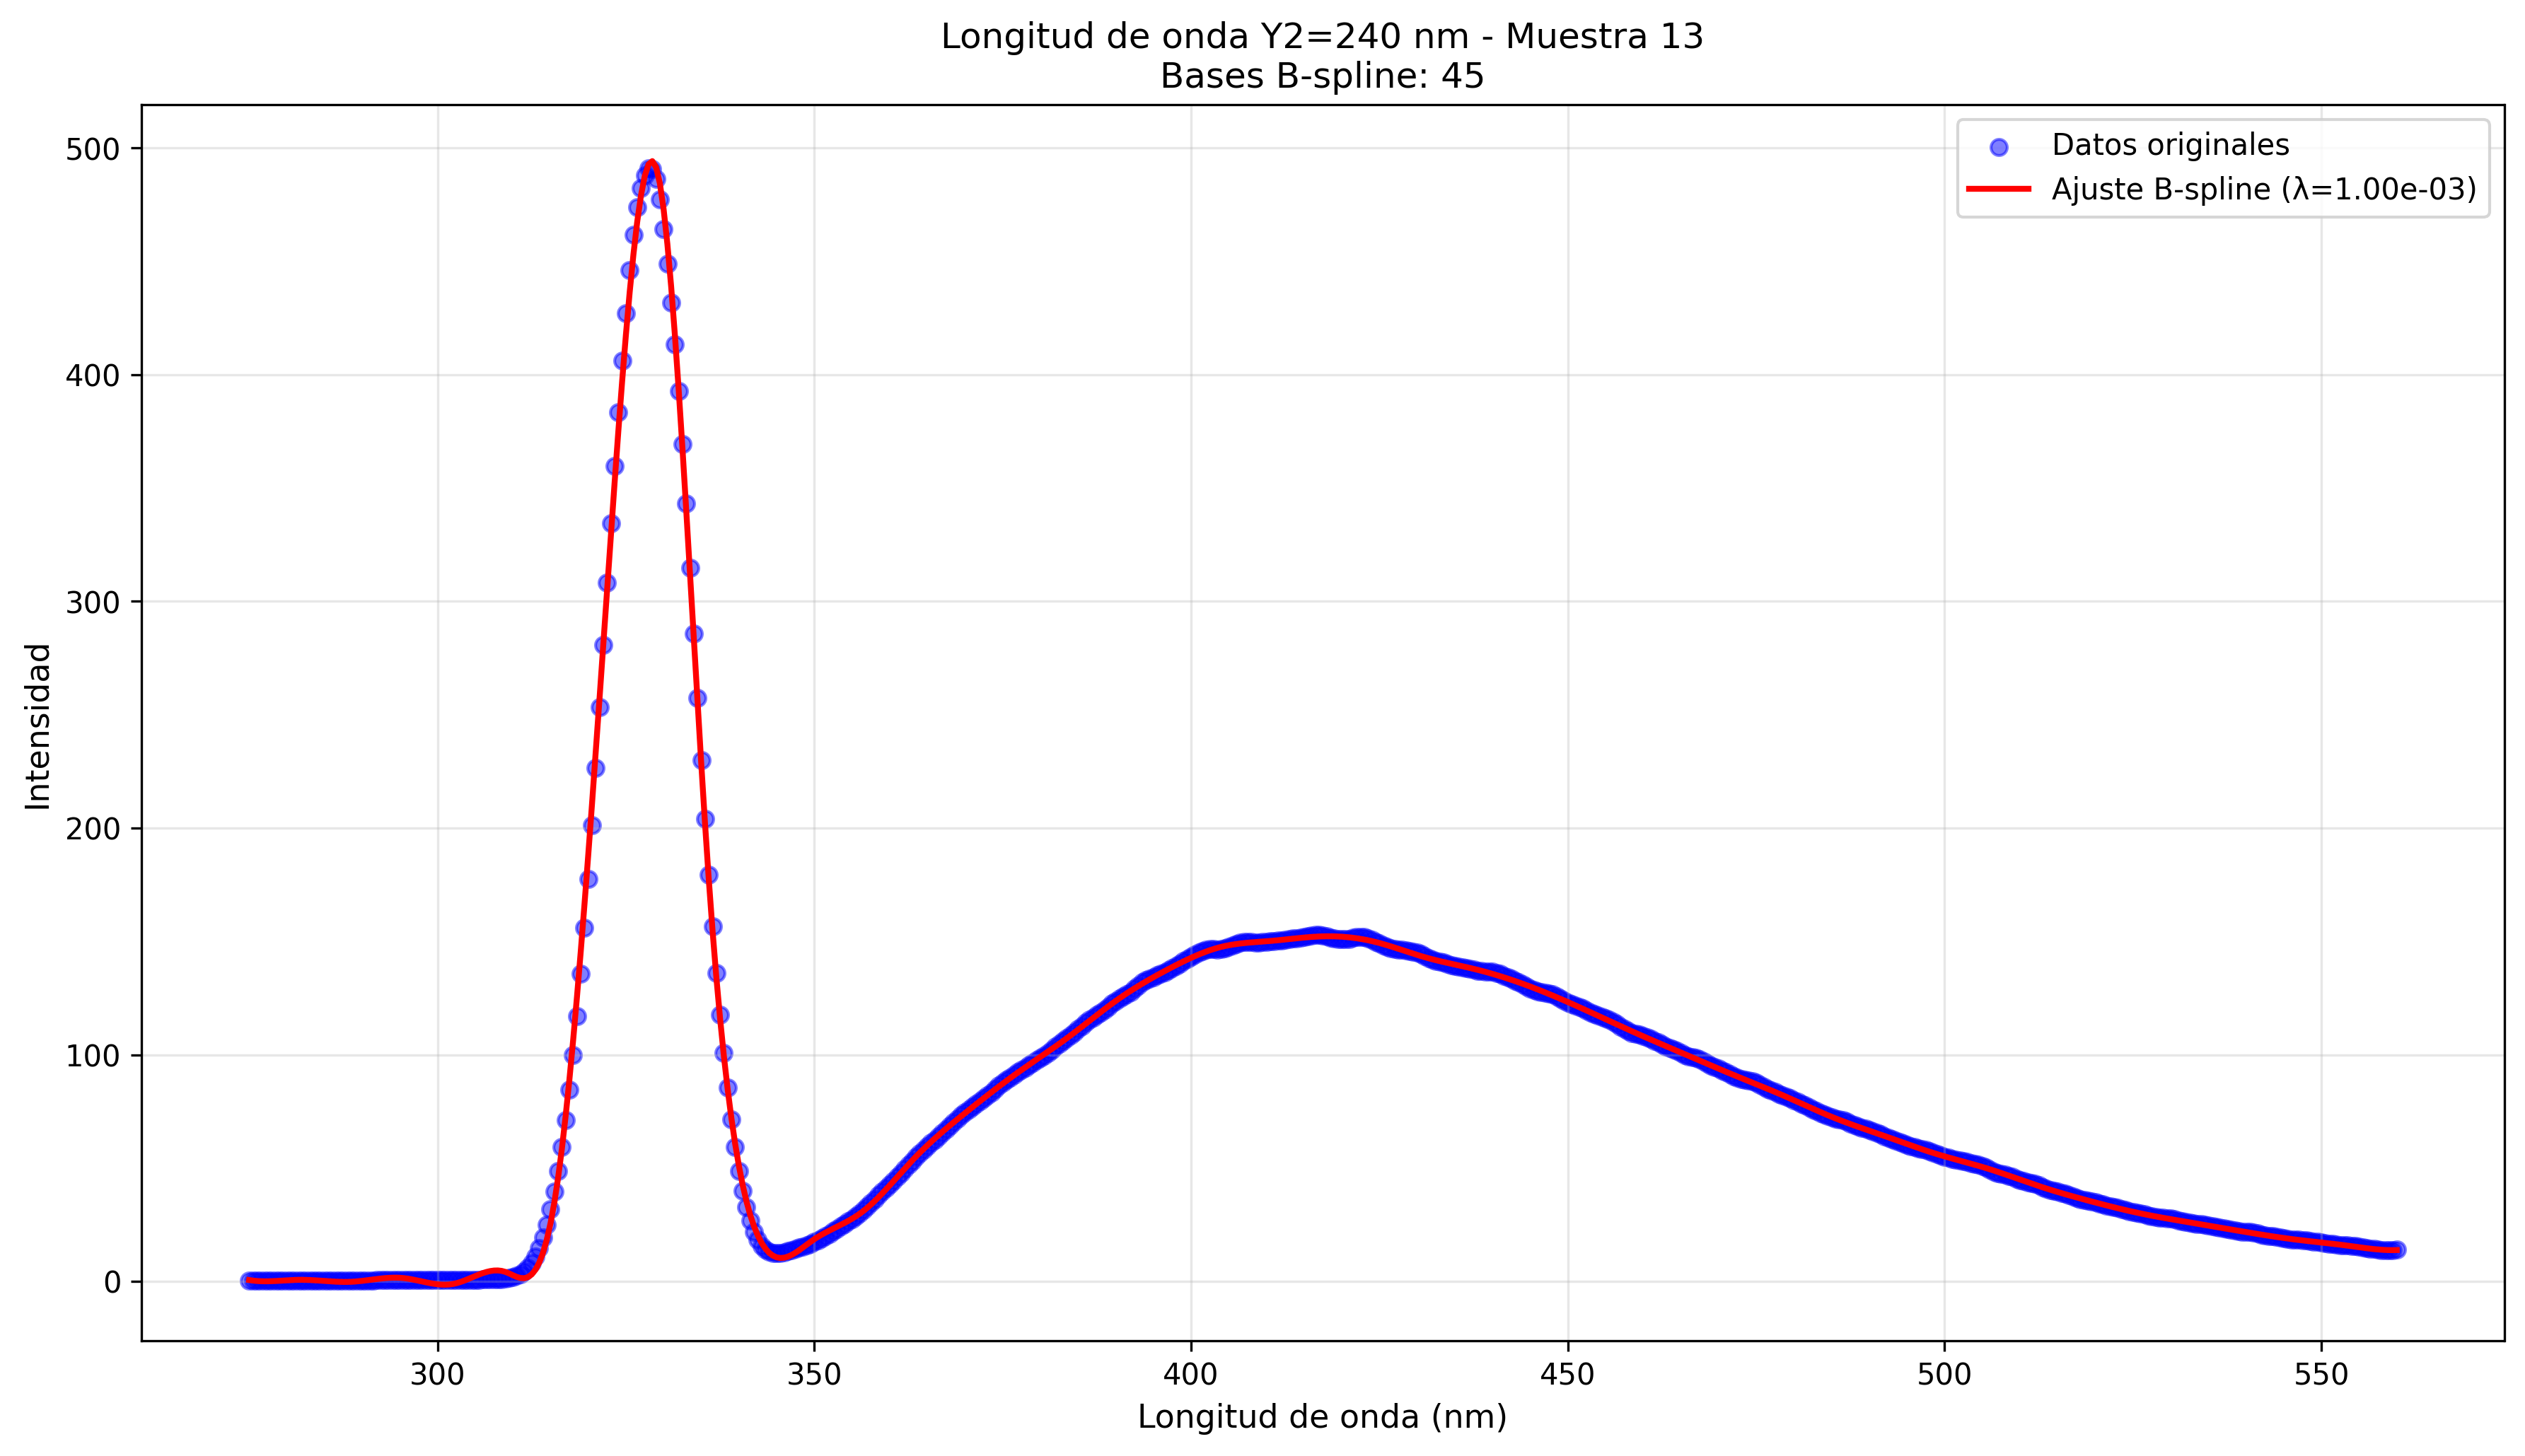 Longitud de onda Y2=240 nm - Muestra 13
Bases B-spline: 45
Datos originales
Ajuste B-spline (λ=1.00e-03)
Intensidad
500
400
300
200
100
0
300
350
400
450
500
550
Longitud de onda (nm)